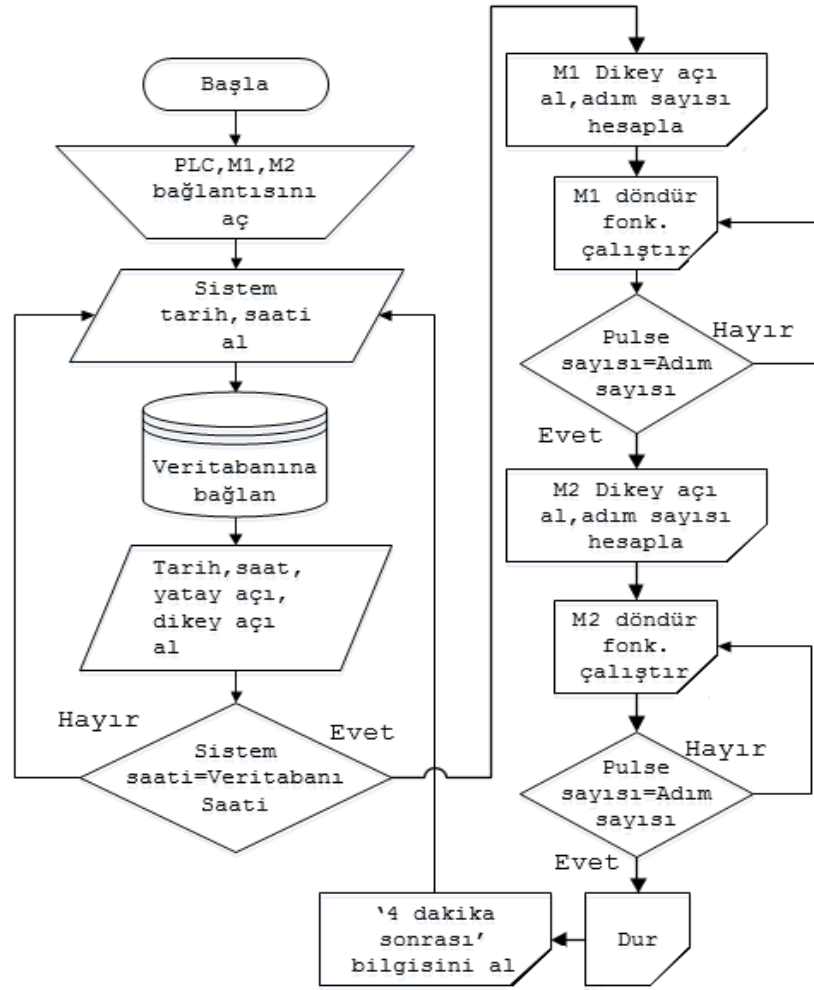 Başla
PLC,M1,M2
bağlantısını
aç
Sistem
tarih,saati
al
Veritabanına
bağlan
Tarih,saat,
yatay açı,
dikey açı
al
Hayır
Evet
Sistem
saati=Veritabanı
Saati
M1 Dikey açı
al,adım sayısı
hesapla
M1 döndür
fonk.
çalıştır
Hayır
Pulse
sayısı=Adım
sayısı
Evet
M2 Dikey açı
al,adım sayısı
hesapla
M2 döndür
fonk.
çalıştır
Hayır
Pulse
sayısı=Adım
sayısı
Evet
Dur
‘4 dakika
sonrası’
bilgisini al